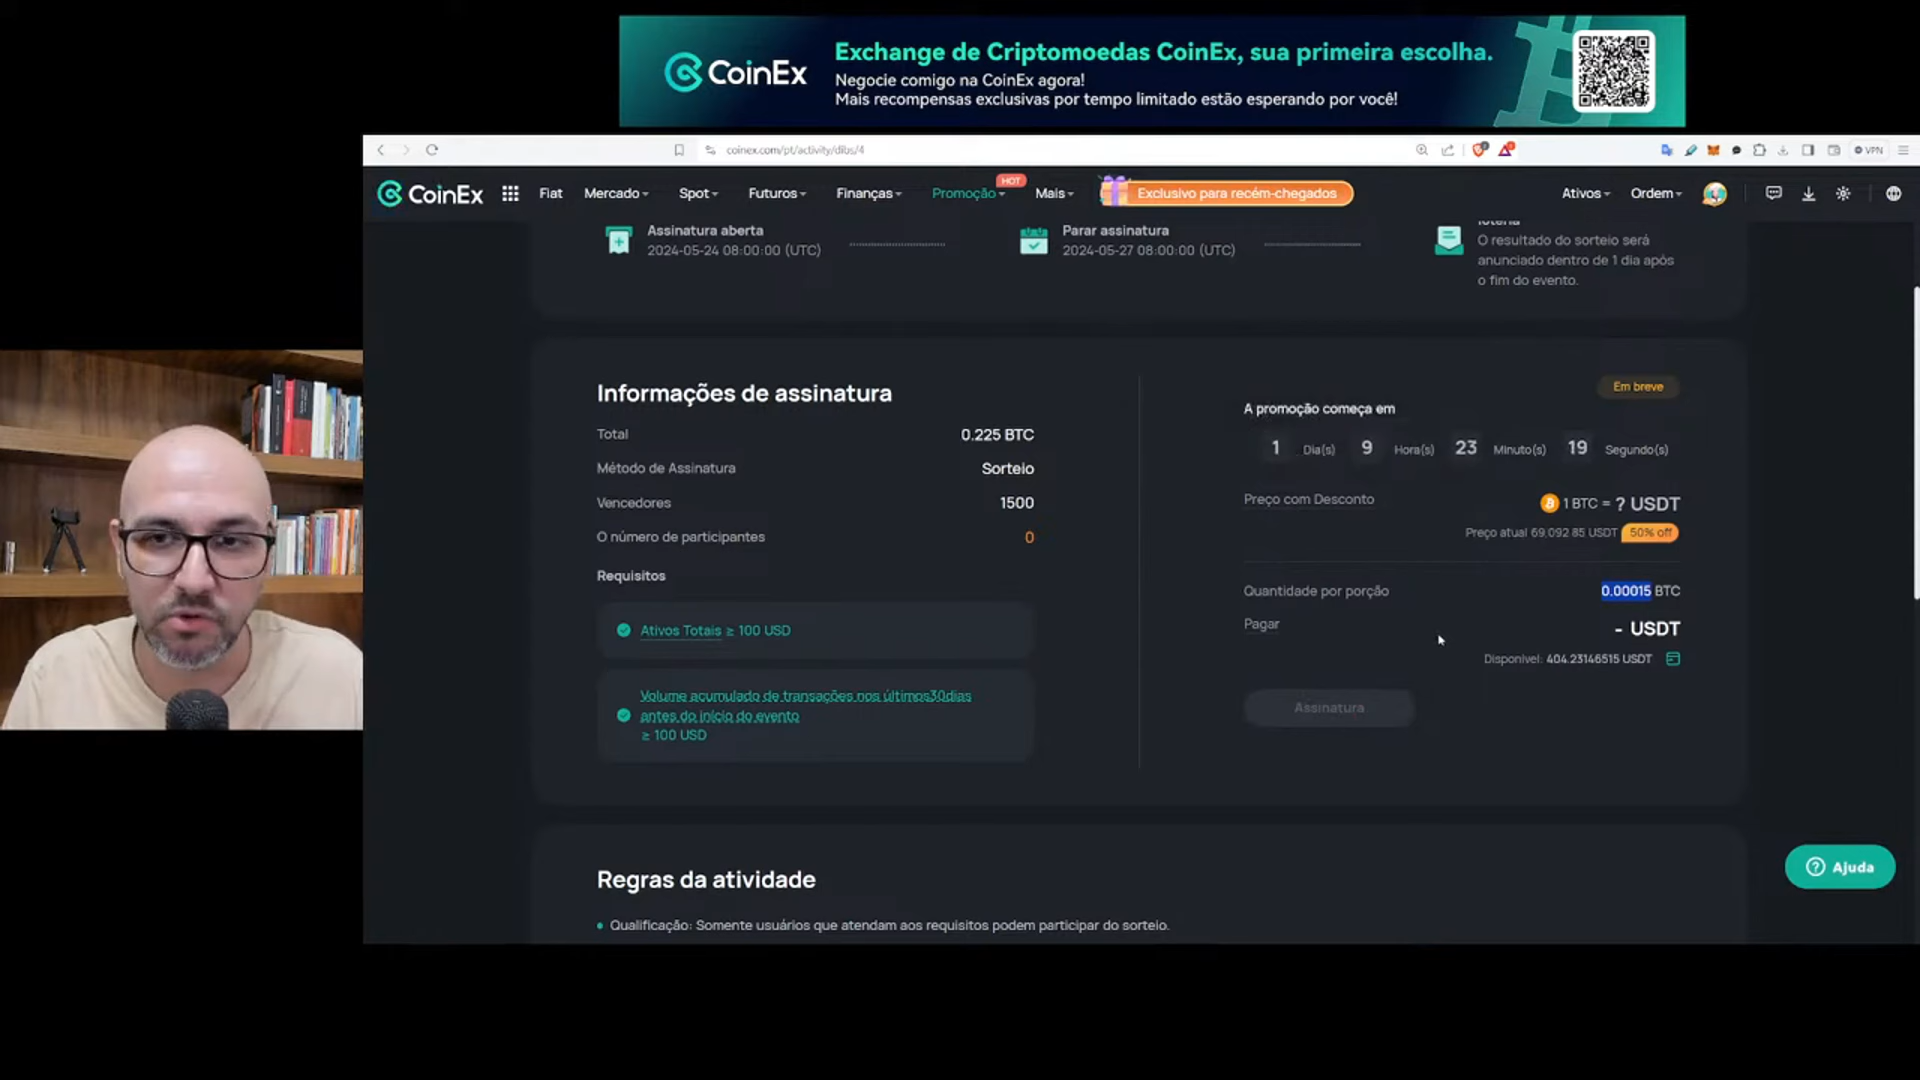 CoinEx
Exchange de Criptomoedas CoinEx, sua primeira escolha.
Negocie comigo na CoinEx agora!
Mais recompensas exclusivas por tempo limitado estão esperando por você!
coinex.com/pt/activity/dibs/4
VPN
CoinEx
Fiat
Mercado
Spot
Futuros
Finanças
Promoção
HOT
Mais
Exclusivo para recém-chegados
Ativos
Ordem
Assinatura aberta
2024-05-24 08:00:00 (UTC)
Parar assinatura
2024-05-27 08:00:00 (UTC)
loteria
O resultado do sorteio será
anunciado dentro de 1 dia após
o fim do evento.
Informações de assinatura
Total 0.225 BTC
Método de Assinatura Sorteio
Vencedores 1500
O número de participantes 0
Requisitos
Ativos Totais ≥ 100 USD
Volume acumulado de transações nos últimos30dias
antes do início do evento
≥ 100 USD
Em breve
A promoção começa em
1 Dia(s) 9 Hora(s) 23 Minuto(s) 19 Segundo(s)
Preço com Desconto 1 BTC = ? USDT
Preço atual 69,092.85 USDT 50% off
Quantidade por porção 0.00015 BTC
Pagar - USDT
Disponível: 404.23146515 USDT
Assinatura
Regras da atividade
Qualificação: Somente usuários que atendam aos requisitos podem participar do sorteio.
Ajuda